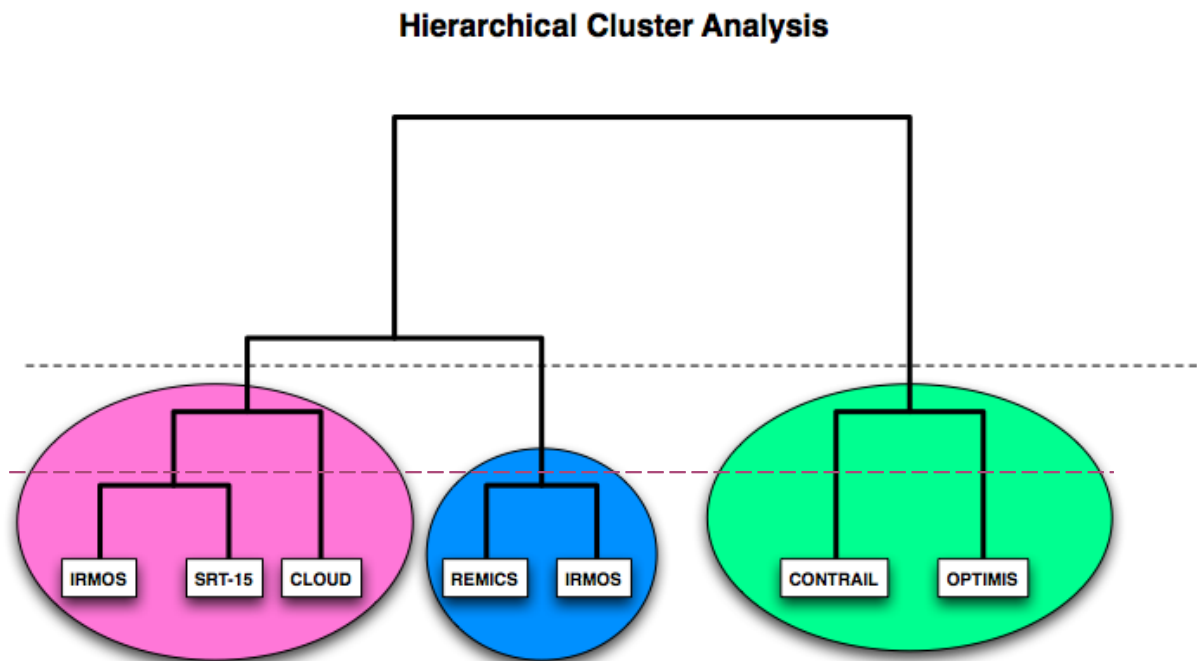 Hierarchical Cluster Analysis
IRMOS
SRT-15
CLOUD
REMICS
IRMOS
CONTRAIL
OPTIMIS